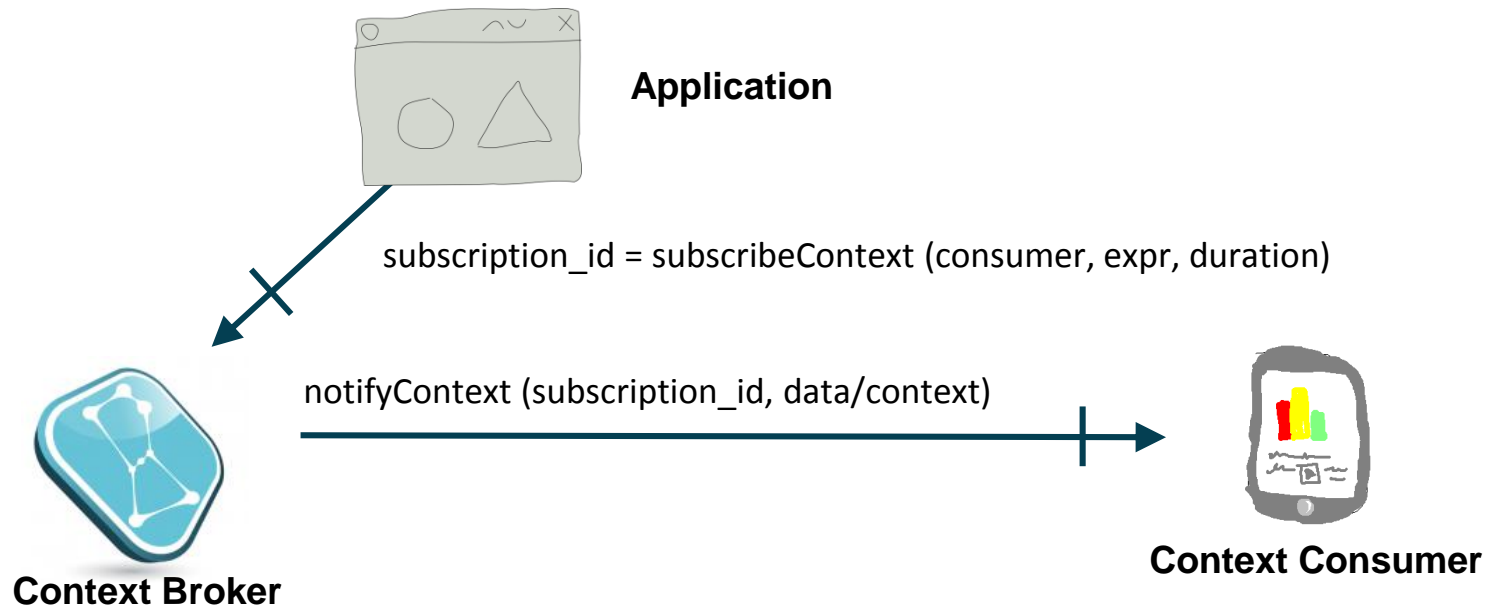 Application
subscription_id = subscribeContext (consumer, expr, duration)
notifyContext (subscription_id, data/context)
Context Consumer
Context Broker